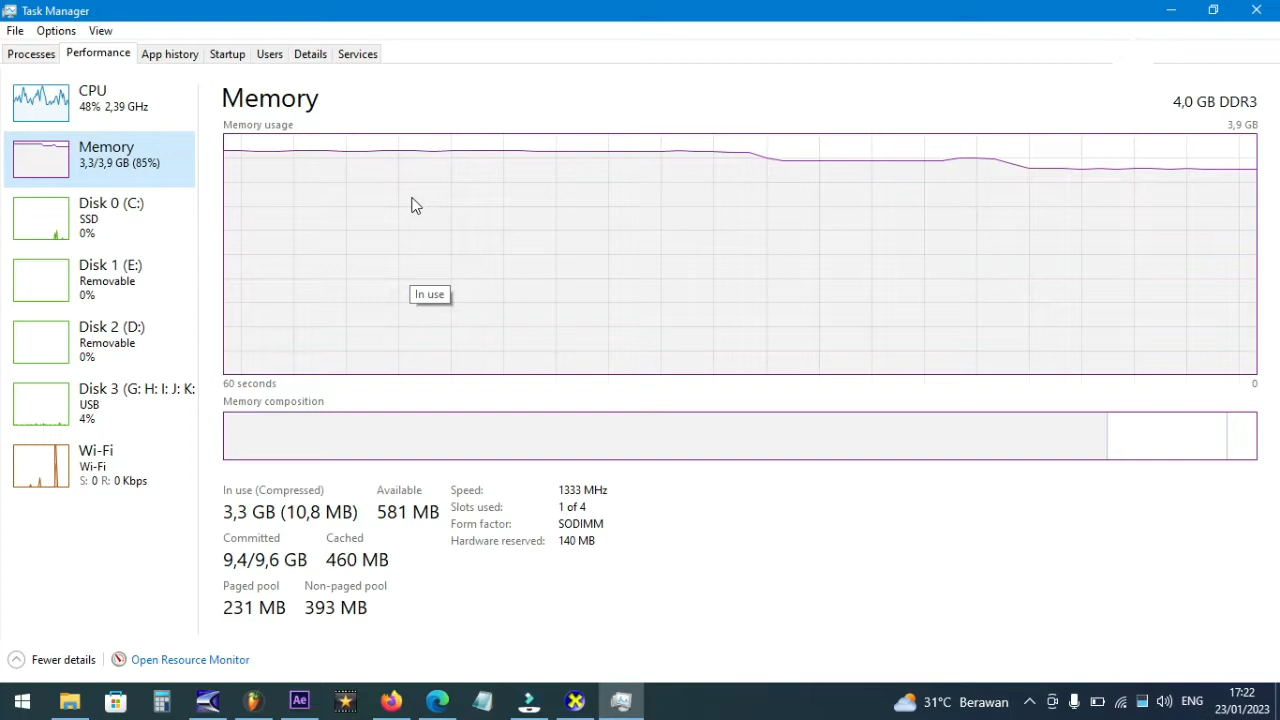 Task Manager
File Options View
Processes Performance App history Startup Users Details Services
CPU
48% 2,39 GHz
Memory
3,3/3,9 GB (85%)
Disk 0 (C:)
SSD
0%
Disk 1 (E:)
Removable
0%
Disk 2 (D:)
Removable
0%
Disk 3 (G: H: I: J: K:
USB
4%
Wi-Fi
Wi-Fi
S: 0 R: 0 Kbps
Memory 4,0 GB DDR3
Memory usage 3,9 GB
In use
60 seconds 0
Memory composition
In use (Compressed) Available
3,3 GB (10,8 MB) 581 MB
Committed Cached
9,4/9,6 GB 460 MB
Paged pool Non-paged pool
231 MB 393 MB
Speed: 1333 MHz
Slots used: 1 of 4
Form factor: SODIMM
Hardware reserved: 140 MB
Fewer details Open Resource Monitor
Ae
31°C Berawan ENG
17:22
23/01/2023